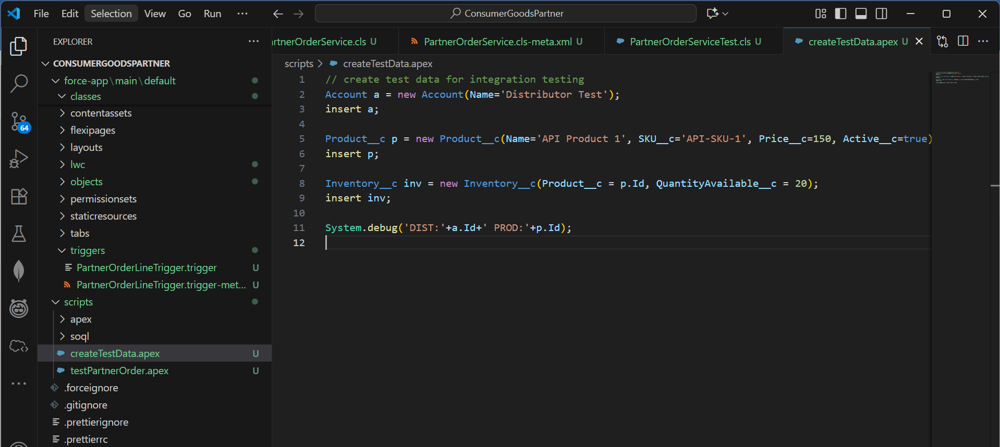 File Edit Selection View Go Run ··· ConsumerGoodsPartner
EXPLORER ···
CONSUMERGOODSPARTNER
force-app\main\default
classes
contentassets
flexipages
layouts
lwc
objects
permissionsets
staticresources
tabs
triggers
PartnerOrderLineTrigger.trigger U
PartnerOrderLineTrigger.trigger-met... U
scripts
apex
soql
createTestData.apex U
testPartnerOrder.apex U
.forceignore
.gitignore
.prettierignore
.prettierrc
64
rtnerOrderService.cls U PartnerOrderService.cls-meta.xml U PartnerOrderServiceTest.cls U createTestData.apex U
scripts > createTestData.apex
1 // create test data for integration testing
2 Account a = new Account(Name='Distributor Test');
3 insert a;
4
5 Product__c p = new Product__c(Name='API Product 1', SKU__c='API-SKU-1', Price__c=150, Active__c=true)
6 insert p;
7
8 Inventory__c inv = new Inventory__c(Product__c = p.Id, QuantityAvailable__c = 20);
9 insert inv;
10
11 System.debug('DIST:'+a.Id+' PROD:'+p.Id);
12